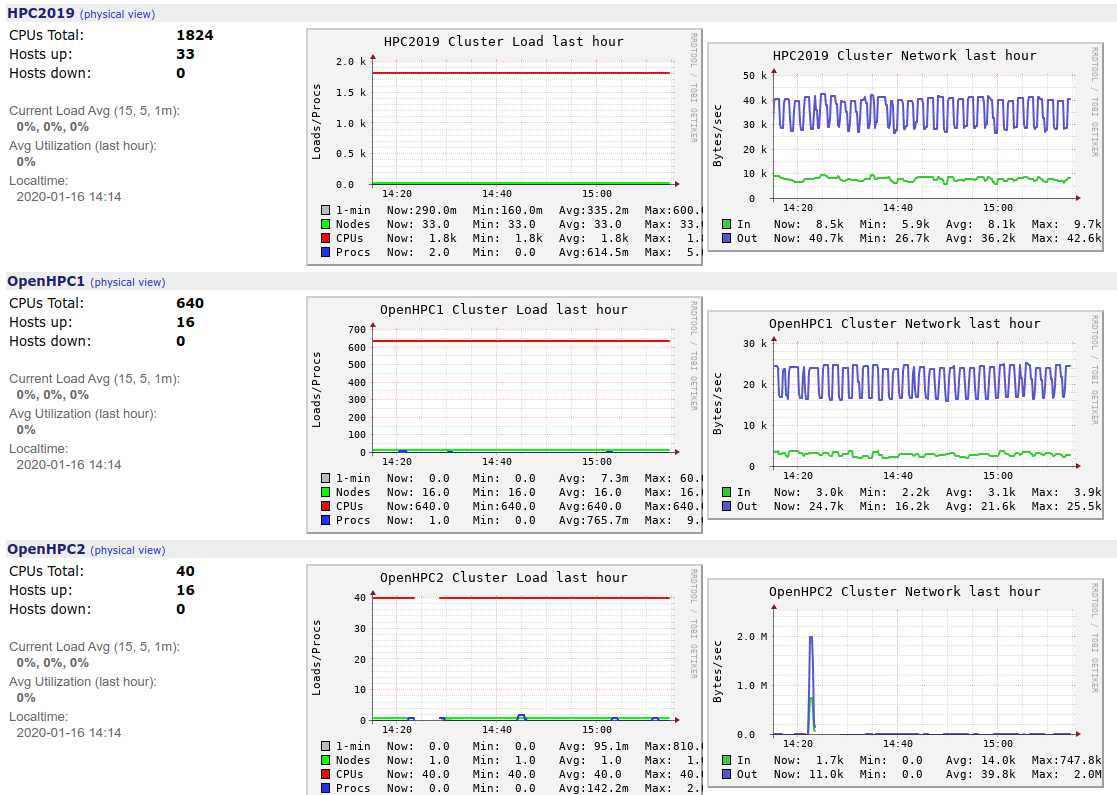 HPC2019 (physical view)
CPUs Total: 1824
Hosts up: 33
Hosts down: 0
Current Load Avg (15, 5, 1m):
0%, 0%, 0%
Avg Utilization (last hour):
0%
Localtime:
2020-01-16 14:14
HPC2019 Cluster Load last hour
RRDTOOL / TOBI OETIKER
Loads/Procs
2.0 k
1.5 k
1.0 k
0.5 k
0.0
14:20 14:40 15:00
1-min Now:290.0m Min:160.0m Avg:335.2m Max:600.
Nodes Now: 33.0 Min: 33.0 Avg: 33.0 Max: 33.
CPUs Now: 1.8k Min: 1.8k Avg: 1.8k Max: 1.
Procs Now: 2.0 Min: 0.0 Avg:614.5m Max: 5.
HPC2019 Cluster Network last hour
RRDTOOL / TOBI OETIKER
Bytes/sec
50 k
40 k
30 k
20 k
10 k
0
14:20 14:40 15:00
In Now: 8.5k Min: 5.9k Avg: 8.1k Max: 9.7k
Out Now: 40.7k Min: 26.7k Avg: 36.2k Max: 42.6k
OpenHPC1 (physical view)
CPUs Total: 640
Hosts up: 16
Hosts down: 0
Current Load Avg (15, 5, 1m):
0%, 0%, 0%
Avg Utilization (last hour):
0%
Localtime:
2020-01-16 14:14
OpenHPC1 Cluster Load last hour
RRDTOOL / TOBI OETIKER
Loads/Procs
700
600
500
400
300
200
100
0
14:20 14:40 15:00
1-min Now: 0.0 Min: 0.0 Avg: 7.3m Max: 60.
Nodes Now: 16.0 Min: 16.0 Avg: 16.0 Max: 16.
CPUs Now:640.0 Min:640.0 Avg:640.0 Max:640.
Procs Now: 1.0 Min: 0.0 Avg:765.7m Max: 9.
OpenHPC1 Cluster Network last hour
RRDTOOL / TOBI OETIKER
Bytes/sec
30 k
20 k
10 k
0
14:20 14:40 15:00
In Now: 3.0k Min: 2.2k Avg: 3.1k Max: 3.9k
Out Now: 24.7k Min: 16.2k Avg: 21.6k Max: 25.5k
OpenHPC2 (physical view)
CPUs Total: 40
Hosts up: 16
Hosts down: 0
Current Load Avg (15, 5, 1m):
0%, 0%, 0%
Avg Utilization (last hour):
0%
Localtime:
2020-01-16 14:14
OpenHPC2 Cluster Load last hour
RRDTOOL / TOBI OETIKER
Loads/Procs
40
30
20
10
0
14:20 14:40 15:00
1-min Now: 0.0 Min: 0.0 Avg: 95.1m Max:810.
Nodes Now: 1.0 Min: 1.0 Avg: 1.0 Max: 1.
CPUs Now: 40.0 Min: 40.0 Avg: 40.0 Max: 40.
Procs Now: 0.0 Min: 0.0 Avg:142.2m Max: 2.
OpenHPC2 Cluster Network last hour
RRDTOOL / TOBI OETIKER
Bytes/sec
2.0 M
1.0 M
0.0
14:20 14:40 15:00
In Now: 1.7k Min: 0.0 Avg: 14.0k Max:747.8k
Out Now: 11.0k Min: 0.0 Avg: 39.8k Max: 2.0M